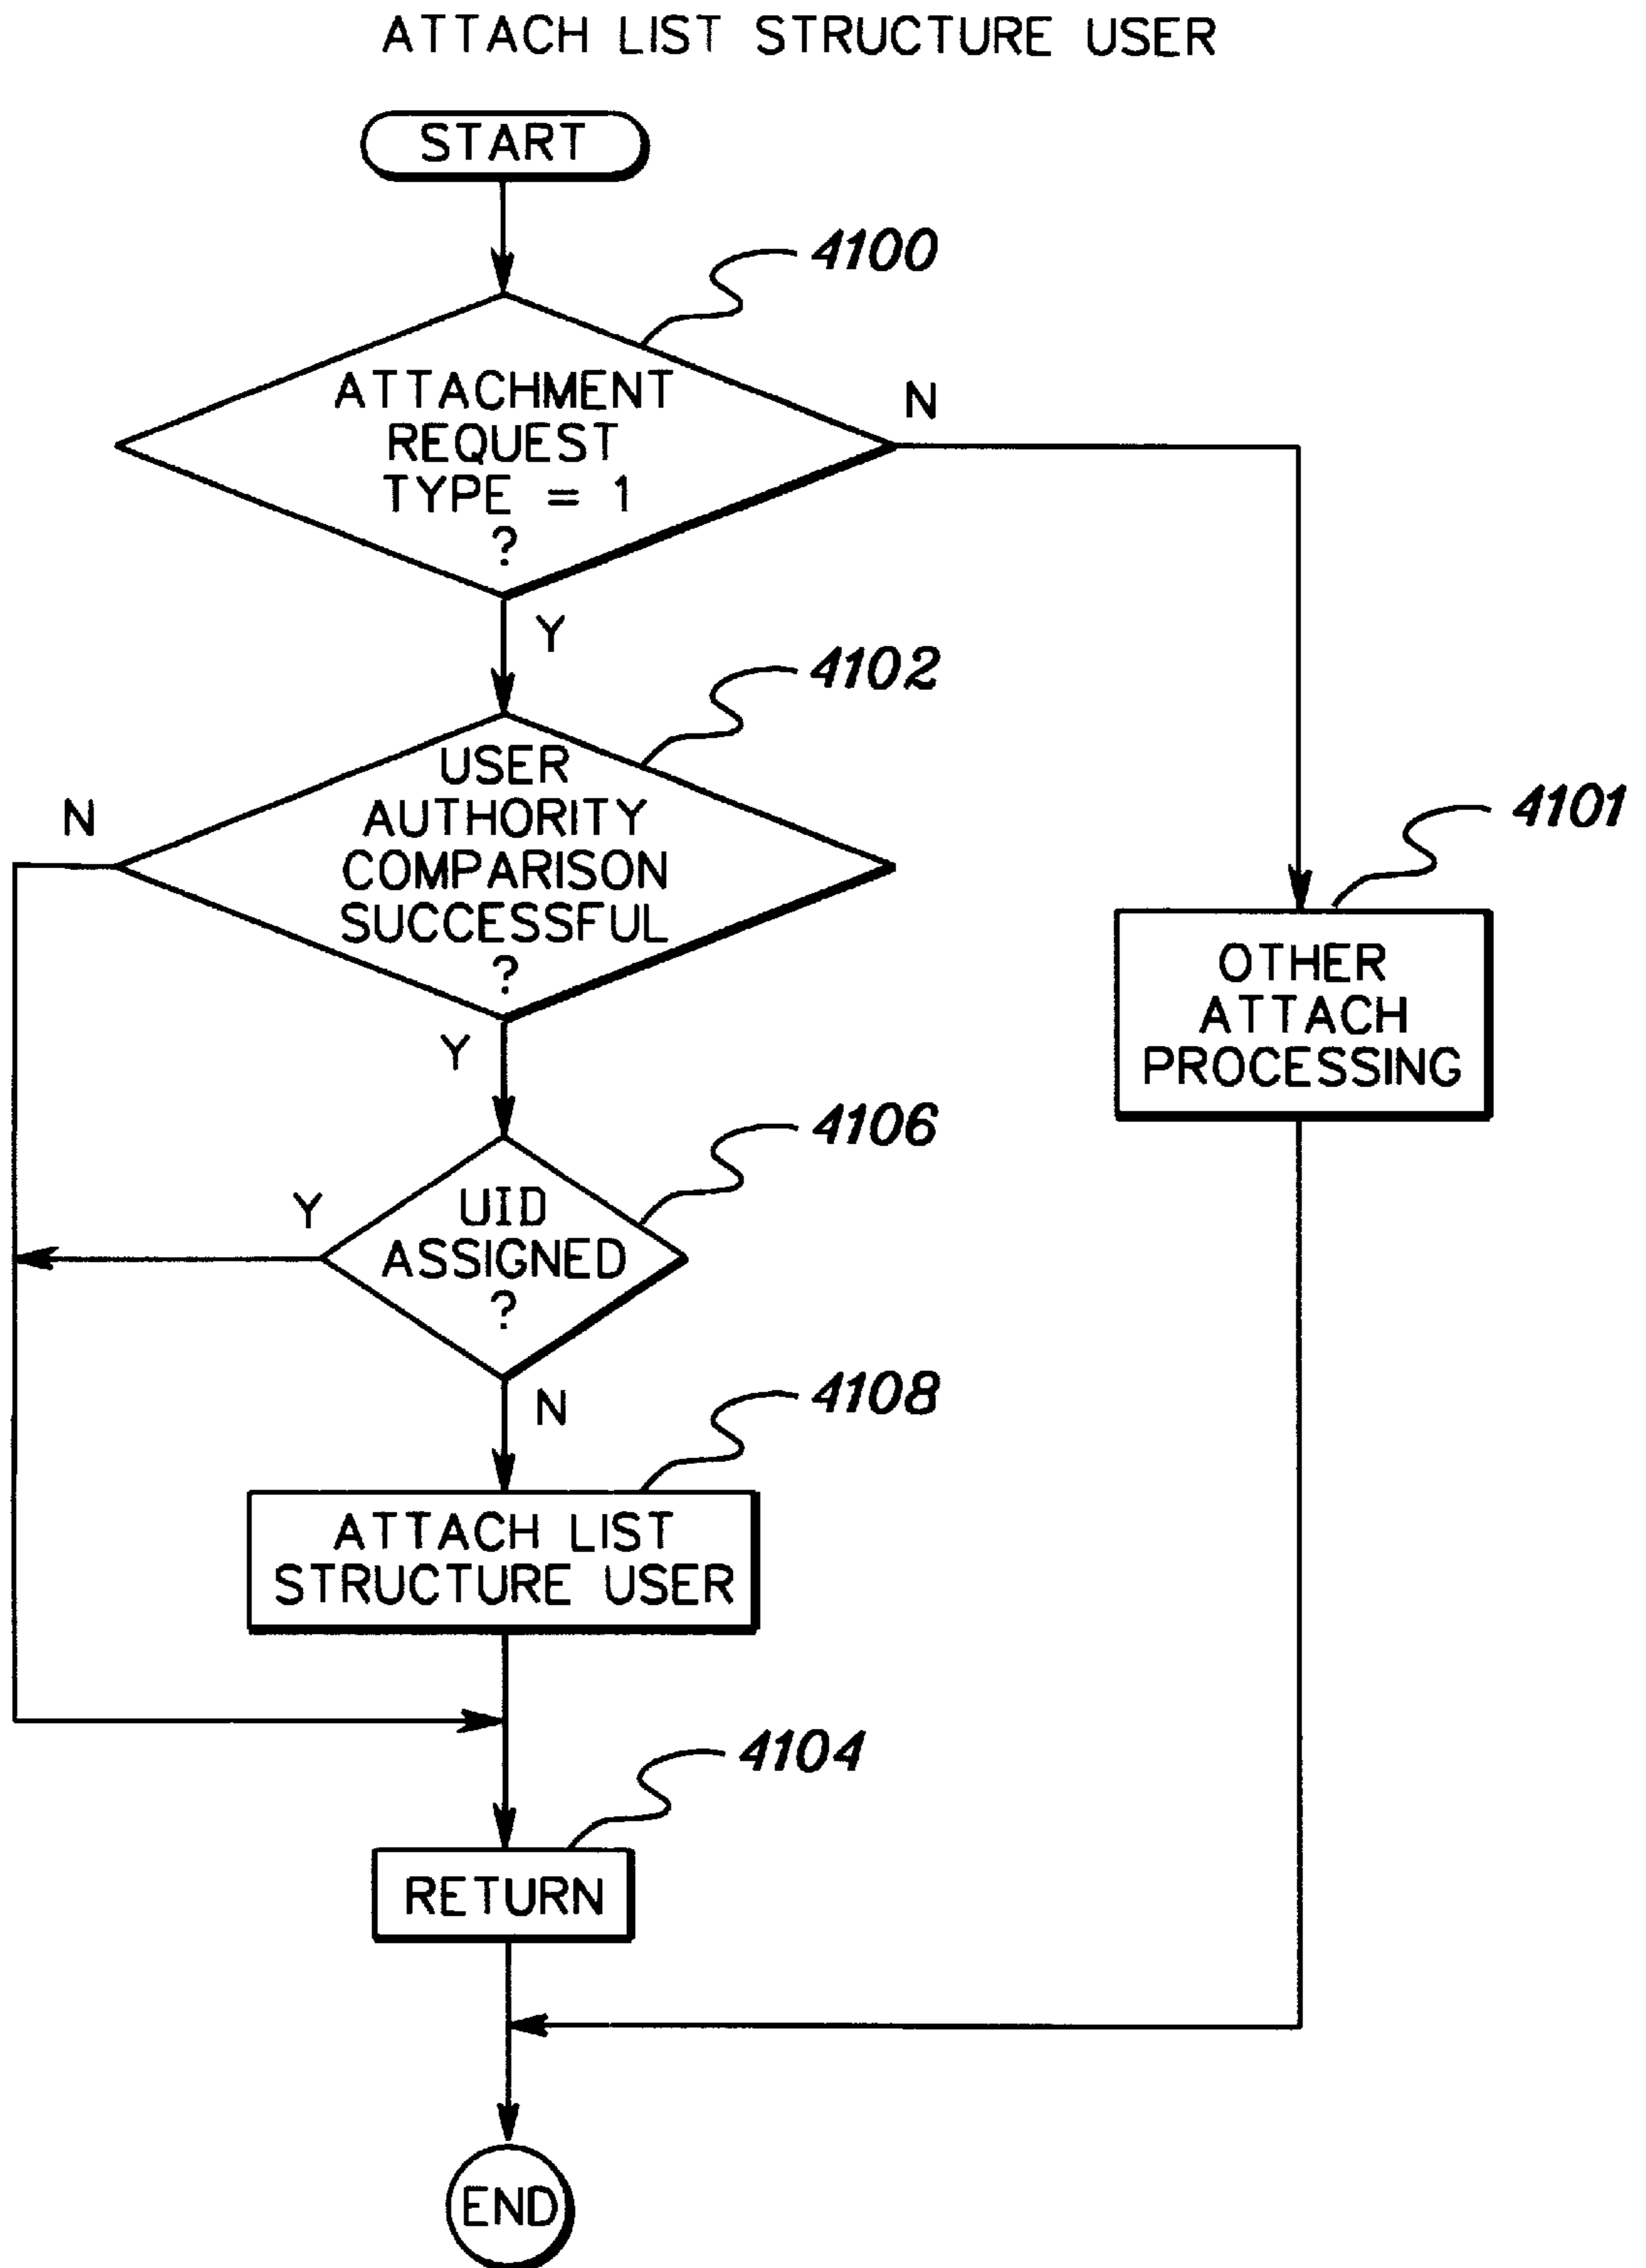 ATTACH LIST STRUCTURE USER
START
4100
ATTACHMENT
REQUEST
TYPE = 1
?
N
Y
4102
USER
AUTHORITY
COMPARISON
SUCCESSFUL
?
N
Y
4101
OTHER
ATTACH
PROCESSING
4106
UID
ASSIGNED
?
Y
N
4108
ATTACH LIST
STRUCTURE USER
4104
RETURN
END